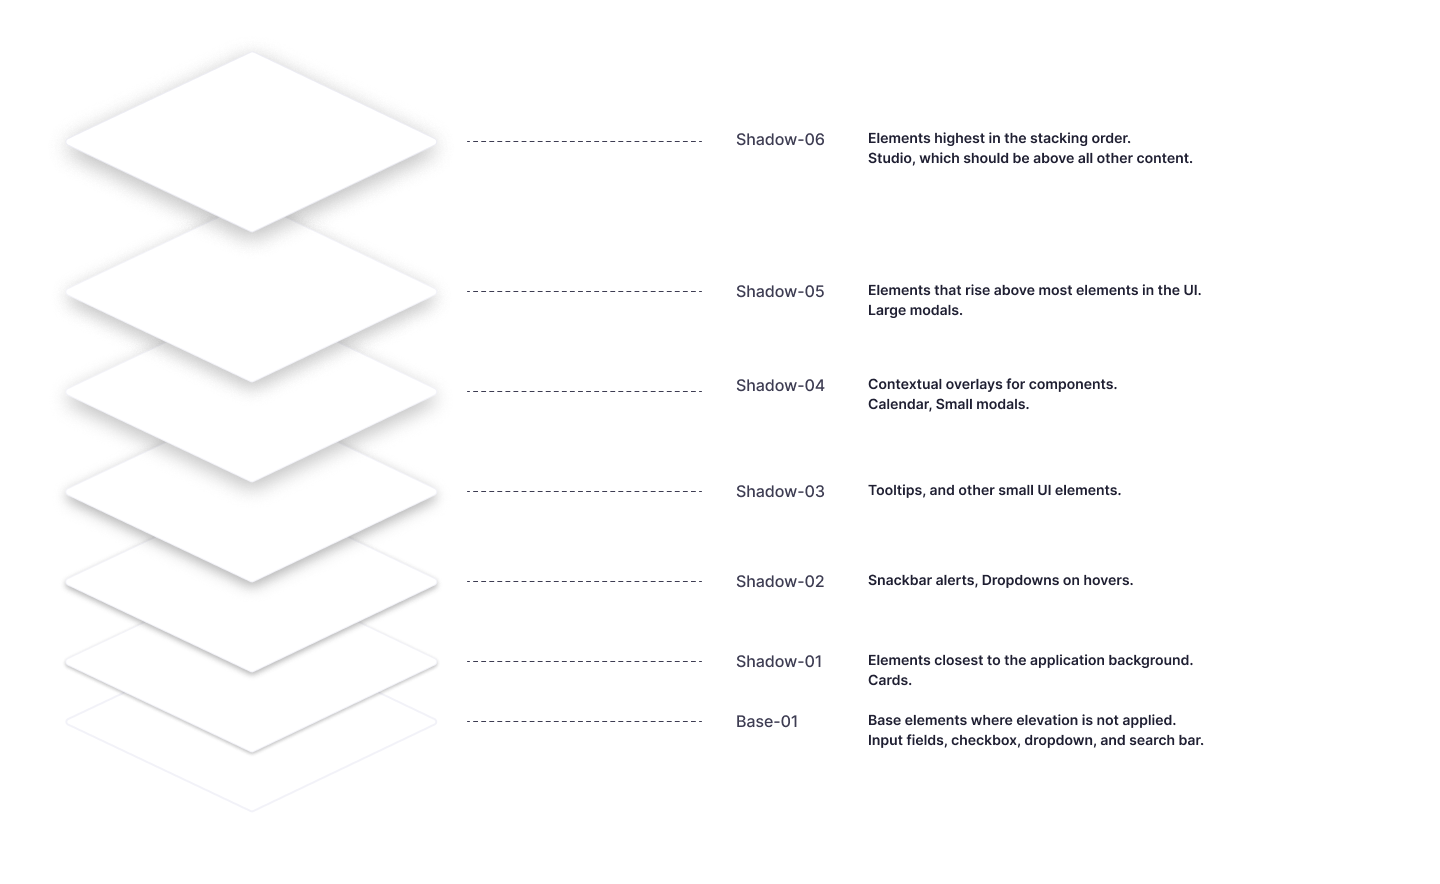 Shadow-06
Elements highest in the stacking order.
Studio, which should be above all other content.
Shadow-05
Elements that rise above most elements in the UI.
Large modals.
Shadow-04
Contextual overlays for components.
Calendar, Small modals.
Shadow-03
Tooltips, and other small UI elements.
Shadow-02
Snackbar alerts, Dropdowns on hovers.
Shadow-01
Elements closest to the application background.
Cards.
Base-01
Base elements where elevation is not applied.
Input fields, checkbox, dropdown, and search bar.